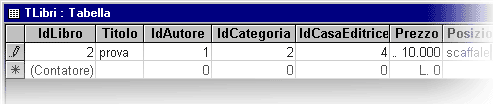 TLibri : Tabella
IdLibro Titolo IdAutore IdCategoria IdCasaEditrice Prezzo Posizio
2 prova 1 2 4 .. 10.000 scaffale
(Contatore) 0 0 0 L. 0